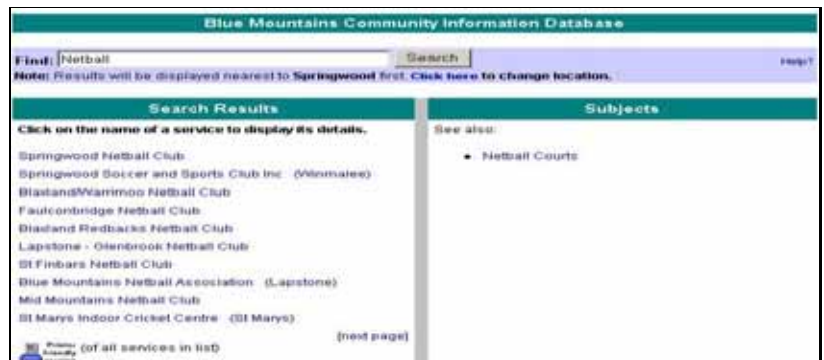 Blue Mountains Community Information Database
Find: Netball Search
Help?
Note: Results will be displayed nearest to Springwood first. Click here to change location.
Search Results
Click on the name of a service to display its details.
Springwood Netball Club
Springwood Soccer and Sports Club Inc (Winmalee)
Blaxland/Warrimoo Netball Club
Faulconbridge Netball Club
Blaxland Redbacks Netball Club
Lapstone - Glenbrook Netball Club
St Finbars Netball Club
Blue Mountains Netball Association (Lapstone)
Mid Mountains Netball Club
St Marys Indoor Cricket Centre (St Marys)
[next page]
Printer Friendly (of all services in list)
Subjects
See also:
• Netball Courts